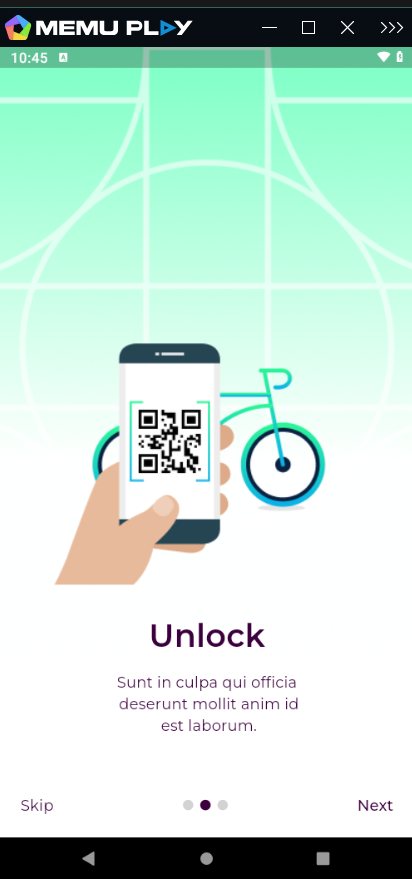 MEMU PLAY
10:45
Unlock
Sunt in culpa qui officia
deserunt mollit anim id
est laborum.
Skip
Next